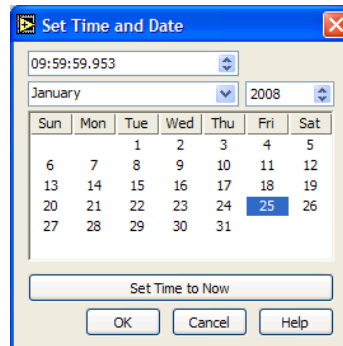 Set Time and Date
09:59:59.953
January 2008
Sun Mon Tue Wed Thu Fri Sat
1 2 3 4 5
6 7 8 9 10 11 12
13 14 15 16 17 18 19
20 21 22 23 24 25 26
27 28 29 30 31
Set Time to Now
OK Cancel Help